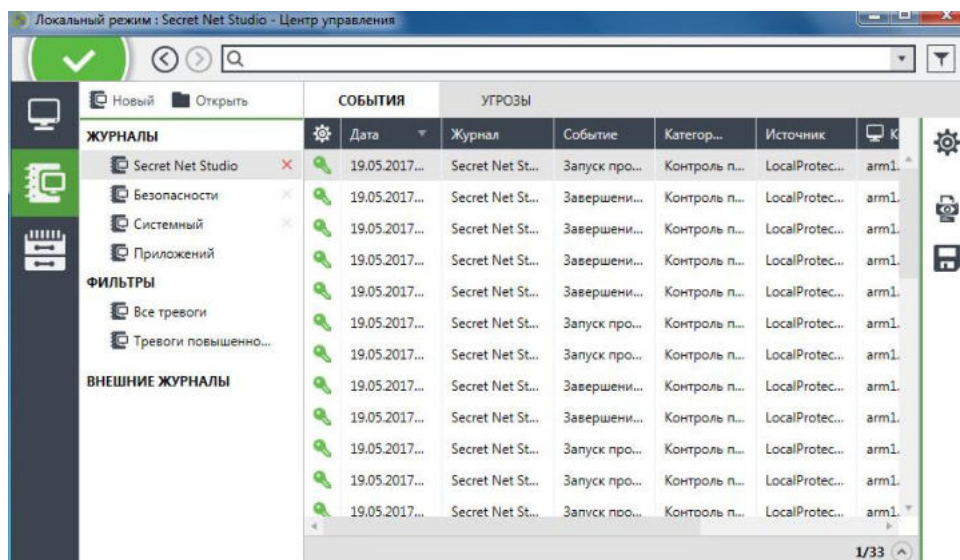 Локальный режим : Secret Net Studio - Центр управления
Новый Открыть
СОБЫТИЯ УГРОЗЫ
ЖУРНАЛЫ
Secret Net Studio
Безопасности
Системный
Приложений
ФИЛЬТРЫ
Все тревоги
Тревоги повышенно...
ВНЕШНИЕ ЖУРНАЛЫ
Дата Журнал Событие Категор... Источник К
19.05.2017... Secret Net St... Запуск про... Контроль п... LocalProtec... arm1.
19.05.2017... Secret Net St... Завершени... Контроль п... LocalProtec... arm1.
19.05.2017... Secret Net St... Завершени... Контроль п... LocalProtec... arm1.
19.05.2017... Secret Net St... Завершени... Контроль п... LocalProtec... arm1.
19.05.2017... Secret Net St... Завершени... Контроль п... LocalProtec... arm1.
19.05.2017... Secret Net St... Запуск про... Контроль п... LocalProtec... arm1.
19.05.2017... Secret Net St... Запуск про... Контроль п... LocalProtec... arm1.
19.05.2017... Secret Net St... Завершени... Контроль п... LocalProtec... arm1.
19.05.2017... Secret Net St... Завершени... Контроль п... LocalProtec... arm1.
19.05.2017... Secret Net St... Запуск про... Контроль п... LocalProtec... arm1.
19.05.2017... Secret Net St... Запуск про... Контроль п... LocalProtec... arm1.
19.05.2017... Secret Net St... Запуск про... Контроль п... LocalProtec... arm1.
1/33